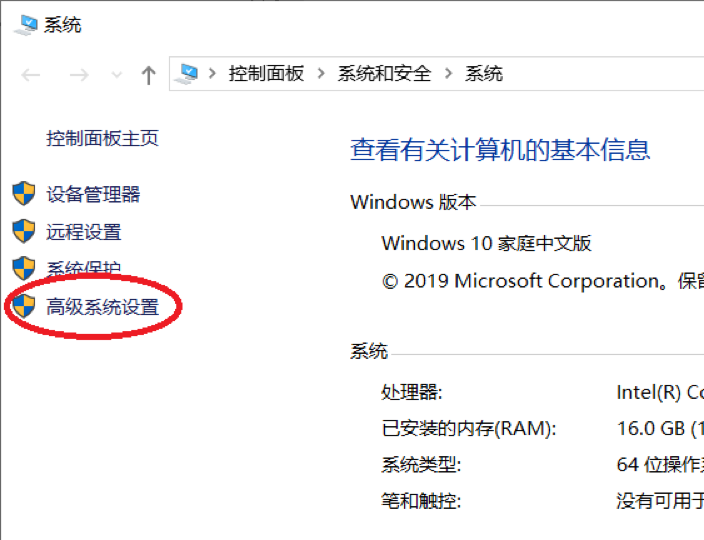 系统
控制面板 > 系统和安全 > 系统
控制面板主页
设备管理器
远程设置
系统保护
高级系统设置
查看有关计算机的基本信息
Windows 版本
Windows 10 家庭中文版
© 2019 Microsoft Corporation。保留
系统
处理器: Intel(R) Co
已安装的内存(RAM): 16.0 GB (1
系统类型: 64 位操作系
笔和触控: 没有可用于